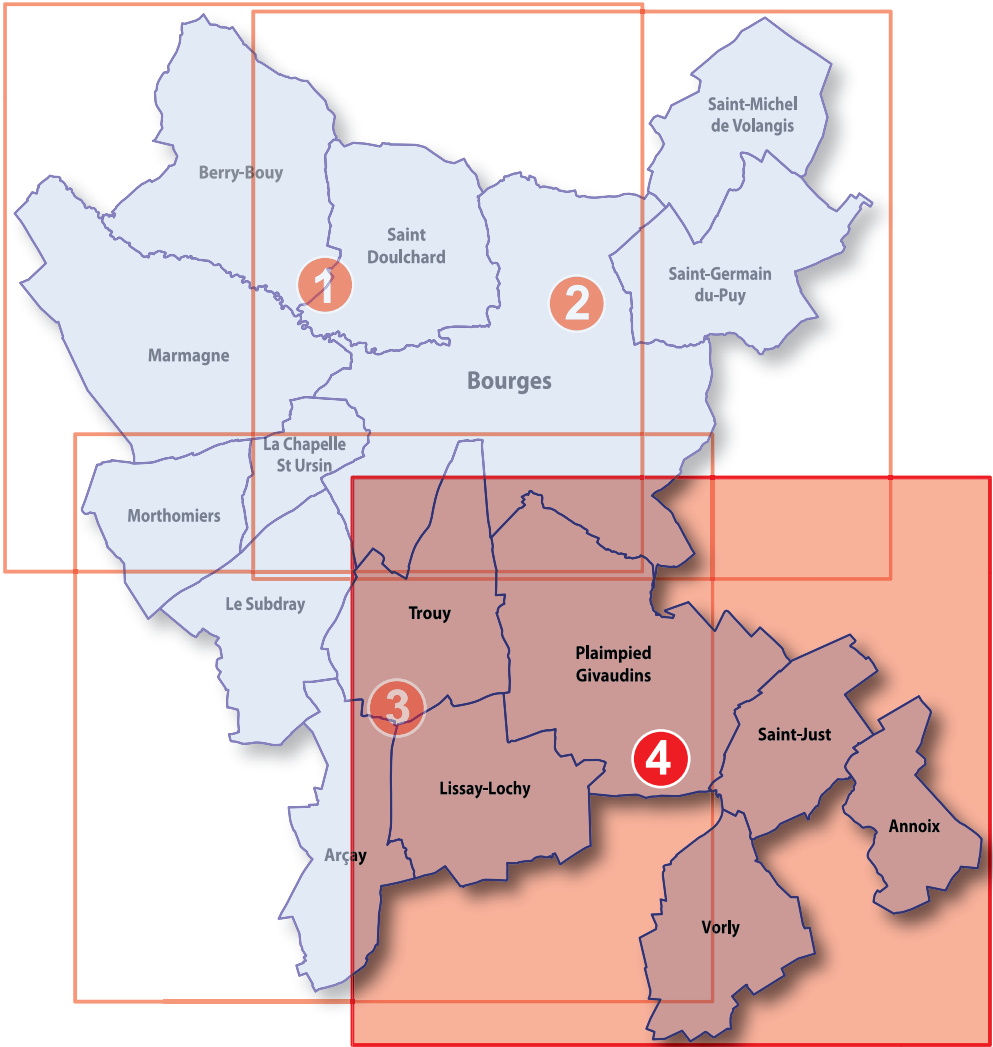 Saint-Michel
de Volangis
Berry-Bouy
Saint
Doulchard
Saint-Germain
du-Puy
1
2
Marmagne
Bourges
La Chapelle
St Ursin
Morthomiers
Le Subdray
Trouy
Plaimpied
Givaudins
3
Saint-Just
4
Lissay-Lochy
Annoix
Arçay
Vorly